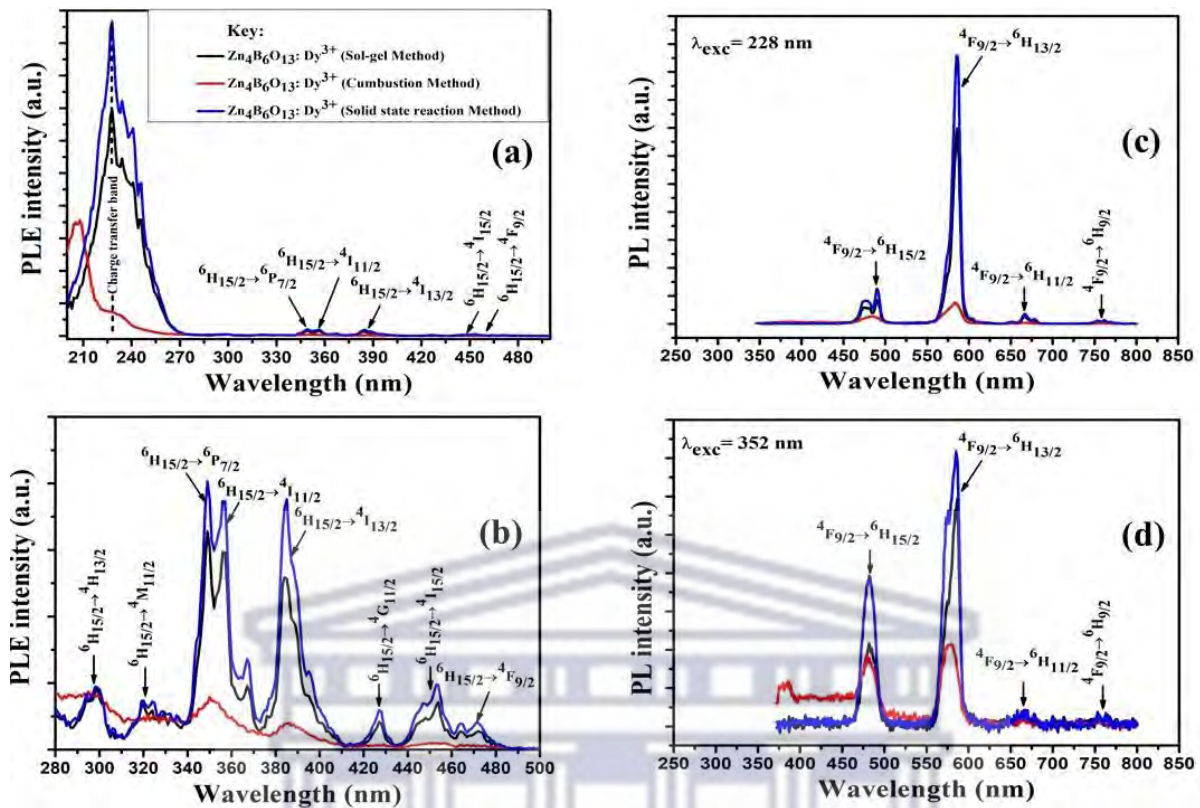 Key:
Zn₄B₆O₁₃: Dy³⁺ (Sol-gel Method)
Zn₄B₆O₁₃: Dy³⁺ (Cumbustion Method)
Zn₄B₆O₁₃: Dy³⁺ (Solid state reaction Method)
(a)
PLE intensity (a.u.)
Charge transfer band
⁶H₁₅/₂→⁶P₇/₂
⁶H₁₅/₂→⁴I₁₁/₂
⁶H₁₅/₂→⁴I₁₃/₂
⁶H₁₅/₂→⁴I₁₅/₂
⁶H₁₅/₂→⁴F₉/₂
210 240 270 300 330 360 390 420 450 480
Wavelength (nm)
λexc= 228 nm
(c)
PL intensity (a.u.)
⁴F₉/₂→⁶H₁₃/₂
⁴F₉/₂→⁶H₁₅/₂
⁴F₉/₂→⁶H₁₁/₂
⁴F₉/₂→⁶H₉/₂
250 300 350 400 450 500 550 600 650 700 750 800 850
Wavelength (nm)
(b)
PLE intensity (a.u.)
⁶H₁₅/₂→⁴H₁₃/₂
⁶H₁₅/₂→⁴M₁₁/₂
⁶H₁₅/₂→⁶P₇/₂
⁶H₁₅/₂→⁴I₁₁/₂
⁶H₁₅/₂→⁴I₁₃/₂
⁶H₁₅/₂→⁴G₁₁/₂
⁶H₁₅/₂→⁴I₁₅/₂
⁶H₁₅/₂→⁴F₉/₂
280 300 320 340 360 380 400 420 440 460 480 500
Wavelength (nm)
λexc= 352 nm
(d)
PL intensity (a.u.)
⁴F₉/₂→⁶H₁₃/₂
⁴F₉/₂→⁶H₁₅/₂
⁴F₉/₂→⁶H₁₁/₂
⁴F₉/₂→⁶H₉/₂
250 300 350 400 450 500 550 600 650 700 750 800 850
Wavelength (nm)